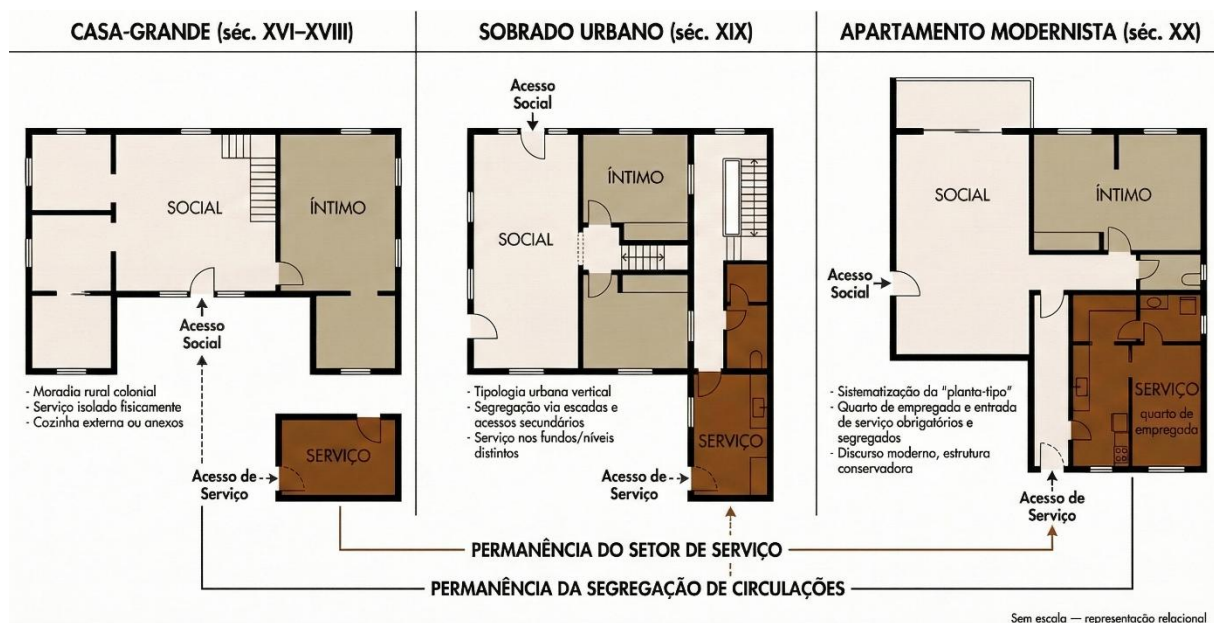 CASA-GRANDE (séc. XVI–XVIII)
SOCIAL
ÍNTIMO
Acesso
Social
- Moradia rural colonial
- Serviço isolado fisicamente
- Cozinha externa ou anexos
SERVIÇO
Acesso de
Serviço
SOBRADO URBANO (séc. XIX)
Acesso
Social
SOCIAL
ÍNTIMO
- Tipologia urbana vertical
- Segregação via escadas e
acessos secundários
- Serviço nos fundos/níveis
distintos
SERVIÇO
Acesso de
Serviço
APARTAMENTO MODERNISTA (séc. XX)
SOCIAL
ÍNTIMO
Acesso
Social
- Sistematização da “planta-tipo”
- Quarto de empregada e entrada
de serviço obrigatórios e
segregados
- Discurso moderno, estrutura
conservadora
SERVIÇO
quarto de
empregada
Acesso de
Serviço
PERMANÊNCIA DO SETOR DE SERVIÇO
PERMANÊNCIA DA SEGREGAÇÃO DE CIRCULAÇÕES
Sem escala — representação relacional